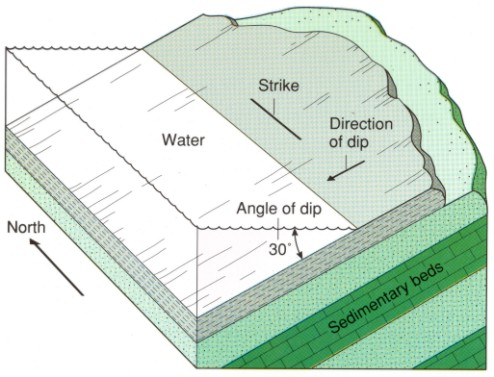 Strike
Direction
of dip
Water
Angle of dip
30°
North
Sedimentary beds